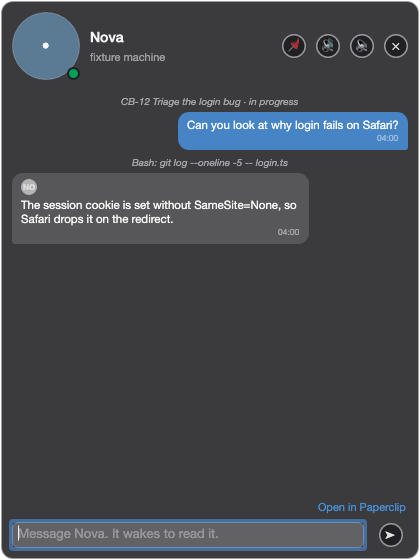 Nova
fixture machine
CB-12 Triage the login bug · in progress
Can you look at why login fails on Safari?
04:00
Bash: git log --oneline -5 -- login.ts
NO
The session cookie is set without SameSite=None, so
Safari drops it on the redirect.
04:00
Open in Paperclip
Message Nova. It wakes to read it.